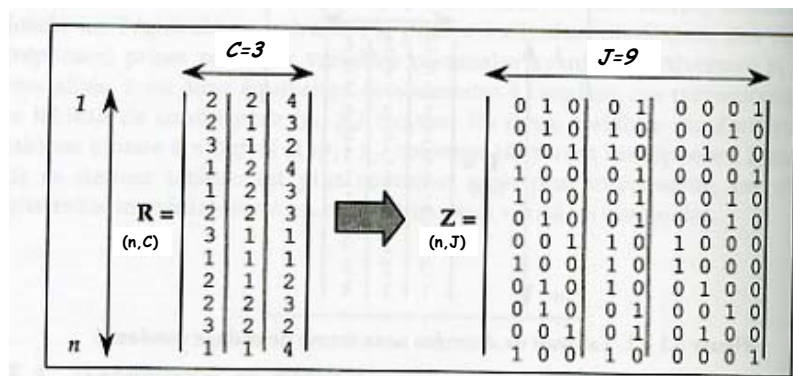 C=3 J=9
1 2 2 4 0 1 0 0 1 0 0 0 1
2 1 3 0 1 0 1 0 0 0 1 0
3 1 2 0 0 1 1 0 0 1 0 0
1 2 4 1 0 0 0 1 0 0 0 1
1 2 3 1 0 0 0 1 0 0 1 0
R = 2 2 3 Z = 0 1 0 0 1 0 0 1 0
(n,C) 3 1 1 (n,J) 0 0 1 1 0 1 0 0 0
1 1 1 1 0 0 1 0 1 0 0 0
2 1 2 0 1 0 1 0 0 1 0 0
2 2 3 0 1 0 0 1 0 0 1 0
3 2 2 0 0 1 0 1 0 1 0 0
n 1 1 4 1 0 0 1 0 0 0 0 1